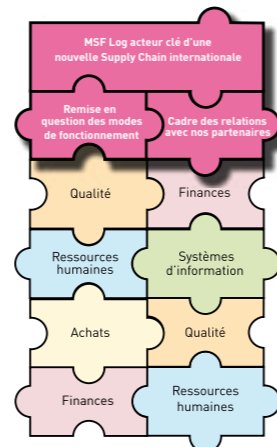 MSF Log acteur clé d'une
nouvelle Supply Chain internationale
Remise en
question des modes
de fonctionnement
Cadre des relations
avec nos partenaires
Qualité
Finances
Ressources
humaines
Systèmes
d'information
Achats
Qualité
Finances
Ressources
humaines